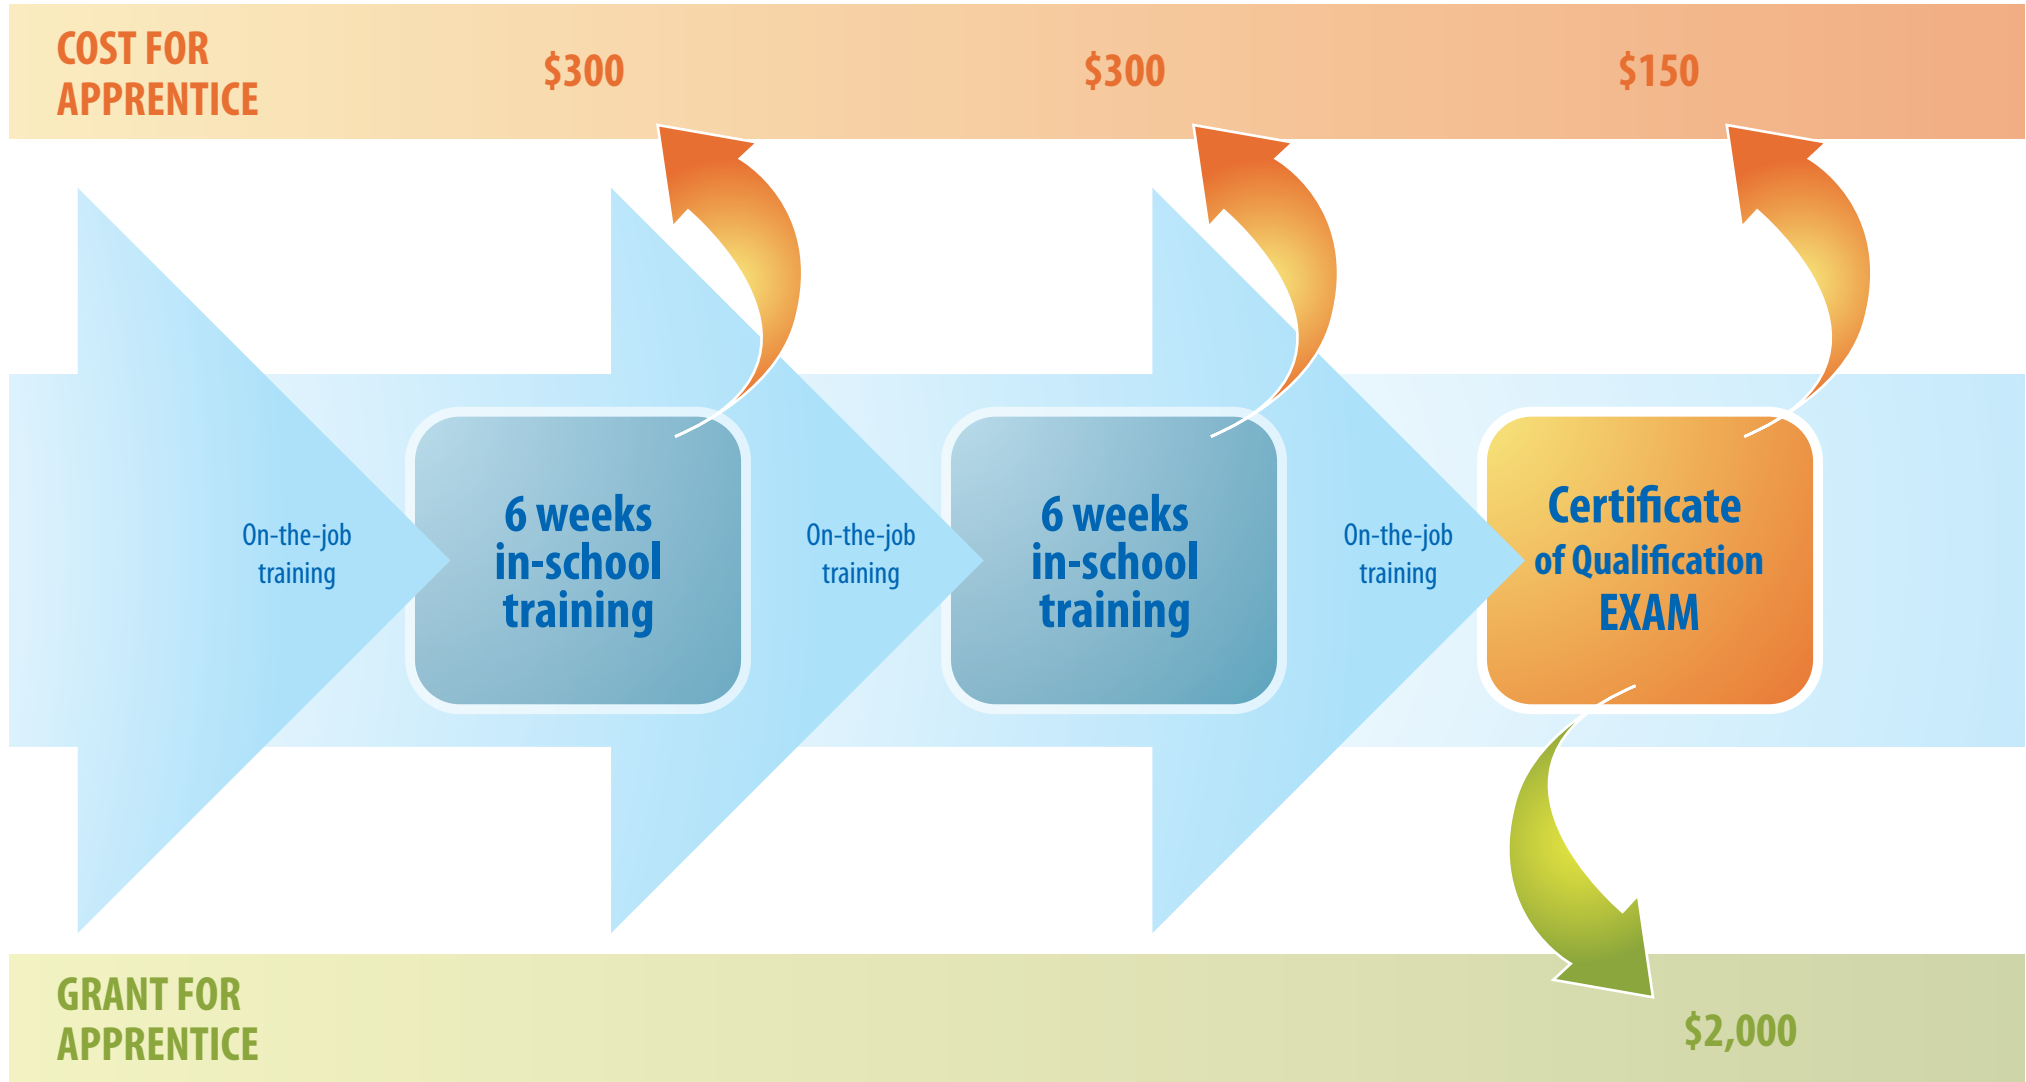 COST FOR
APPRENTICE
$300
$300
$150
On-the-job
training
6 weeks
in-school
training
On-the-job
training
6 weeks
in-school
training
On-the-job
training
Certificate
of Qualification
EXAM
GRANT FOR
APPRENTICE
$2,000